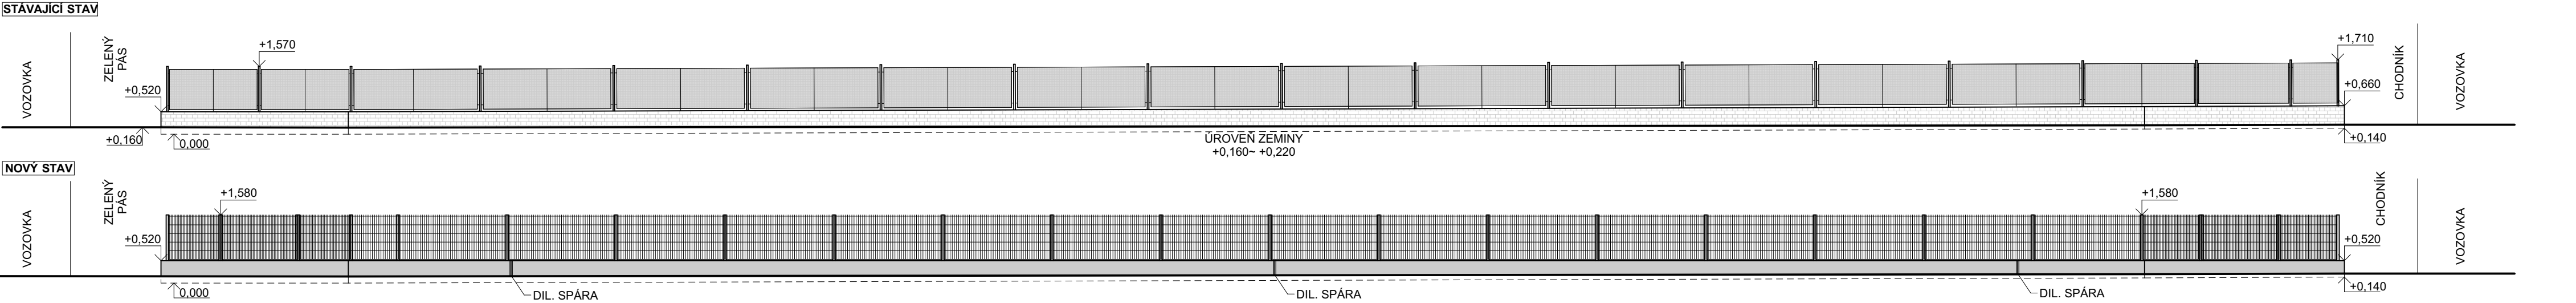 STÁVAJÍCÍ STAV
VOZOVKA
ZELENÝ
PÁS
+0,520
+1,570
+1,710
+0,660
CHODNÍK
VOZOVKA
+0,160
0,000
ÚROVEŇ ZEMINY
+0,160~ +0,220
+0,140
NOVÝ STAV
VOZOVKA
ZELENÝ
PÁS
+0,520
+1,580
+1,580
+0,520
CHODNÍK
VOZOVKA
0,000
DIL. SPÁRA
DIL. SPÁRA
DIL. SPÁRA
+0,140